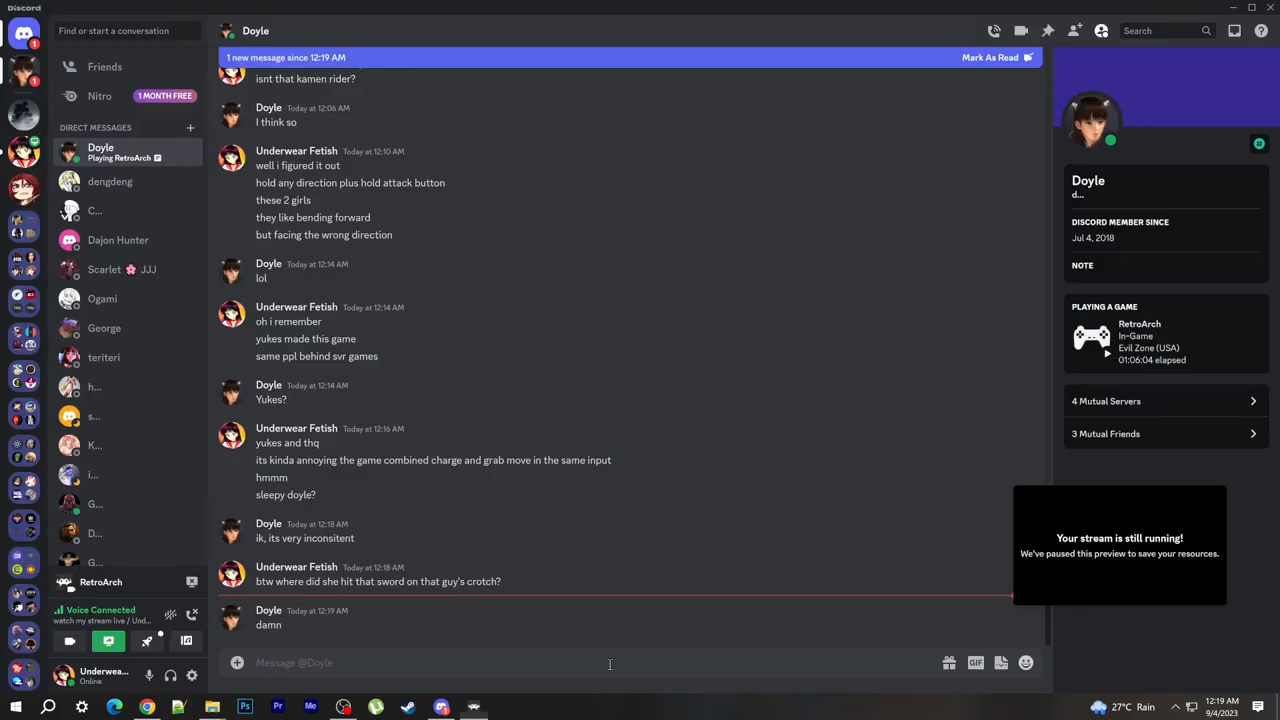 Discord
Find or start a conversation
Doyle
Search
1
1
Friends
Nitro
1 MONTH FREE
DIRECT MESSAGES
Doyle
Playing RetroArch
dengdeng
C...
Dajon Hunter
Scarlet 🌸 JJJ
Ogami
George
teriteri
h...
s...
K...
i...
G...
D...
G...
RetroArch
Voice Connected
watch my stream live / Und...
Underwea...
Online
1 new message since 12:19 AM
Mark As Read
isnt that kamen rider?
Doyle Today at 12:06 AM
I think so
Underwear Fetish Today at 12:10 AM
well i figured it out
hold any direction plus hold attack button
these 2 girls
they like bending forward
but facing the wrong direction
Doyle Today at 12:14 AM
lol
Underwear Fetish Today at 12:14 AM
oh i remember
yukes made this game
same ppl behind svr games
Doyle Today at 12:14 AM
Yukes?
Underwear Fetish Today at 12:16 AM
yukes and thq
its kinda annoying the game combined charge and grab move in the same input
hmmm
sleepy doyle?
Doyle Today at 12:18 AM
ik, its very inconsitent
Underwear Fetish Today at 12:18 AM
btw where did she hit that sword on that guy's crotch?
Doyle Today at 12:19 AM
damn
Message @Doyle
GIF
Doyle
d...
DISCORD MEMBER SINCE
Jul 4, 2018
NOTE
PLAYING A GAME
RetroArch
In-Game
Evil Zone (USA)
01:06:04 elapsed
4 Mutual Servers
3 Mutual Friends
Your stream is still running!
We've paused this preview to save your resources.
Ps
Pr
Me
27°C Rain
12:19 AM
9/4/2023